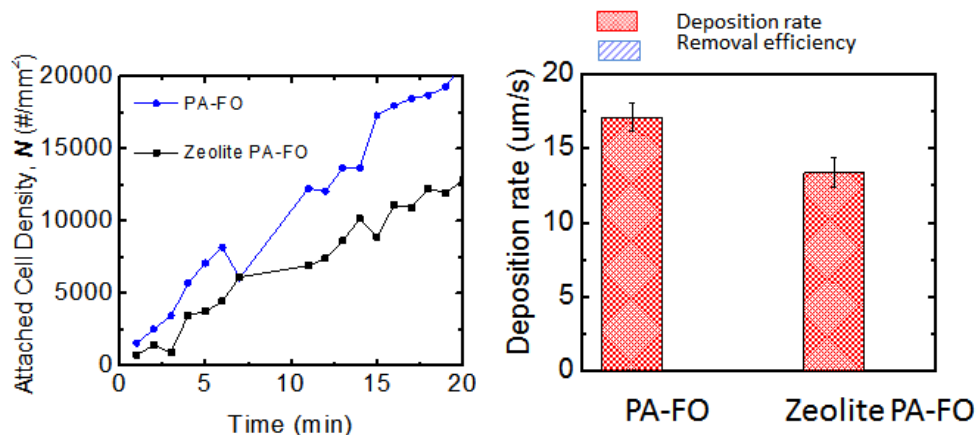 Attached Cell Density, N (#/mm²)
20000
15000
10000
5000
0
PA-FO
Zeolite PA-FO
0
5
10
15
20
Time (min)
Deposition rate
Removal efficiency
Deposition rate (um/s)
20
15
10
5
0
PA-FO
Zeolite PA-FO